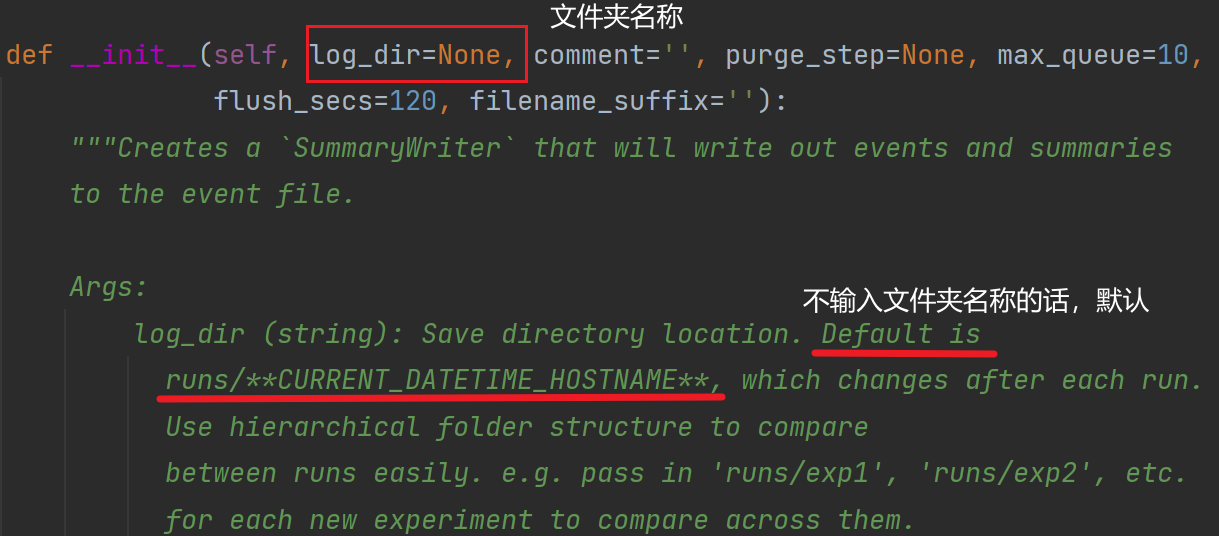 文件夹名称
def __init__(self, log_dir=None, comment='', purge_step=None, max_queue=10,
flush_secs=120, filename_suffix=''):
"""Creates a `SummaryWriter` that will write out events and summaries
to the event file.
Args:
不输入文件夹名称的话，默认
log_dir (string): Save directory location. Default is
runs/**CURRENT_DATETIME_HOSTNAME**, which changes after each run.
Use hierarchical folder structure to compare
between runs easily. e.g. pass in 'runs/exp1', 'runs/exp2', etc.
for each new experiment to compare across them.